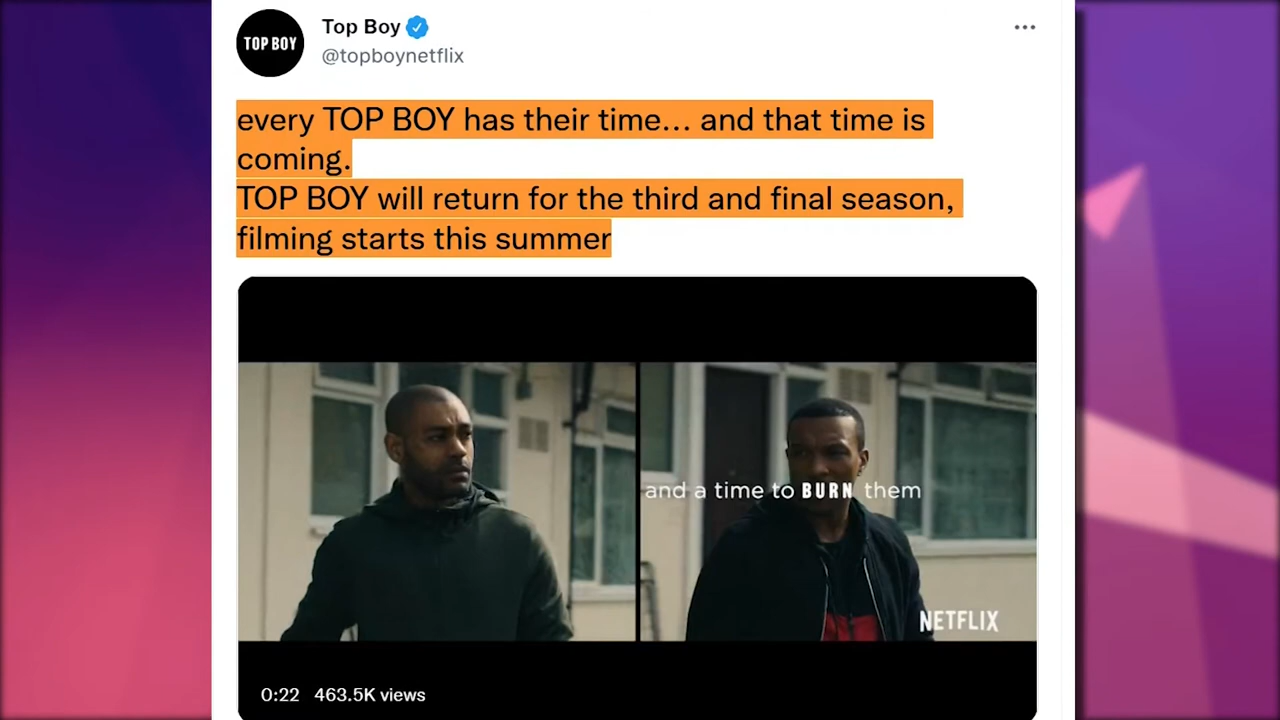 TOP BOY
Top Boy
@topboynetflix
every TOP BOY has their time... and that time is
coming.
TOP BOY will return for the third and final season,
filming starts this summer
and a time to BURN them
NETFLIX
0:22 463.5K views